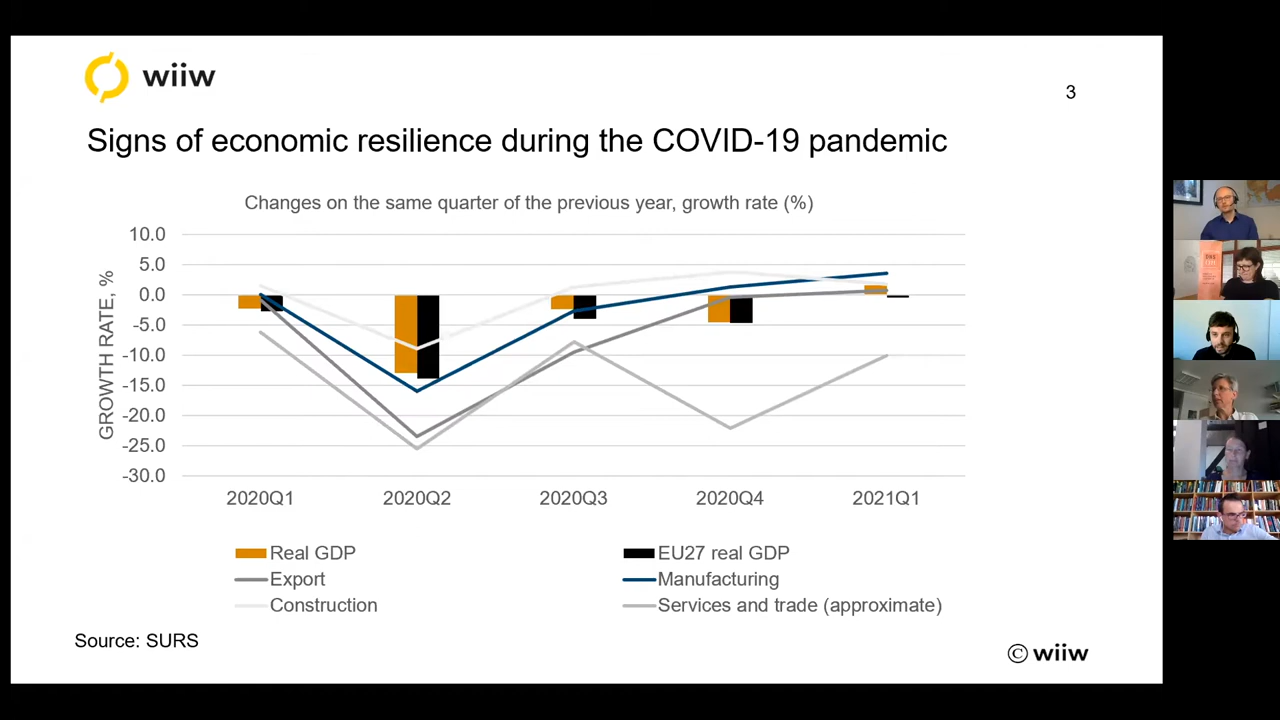 wiiw
3
Signs of economic resilience during the COVID-19 pandemic
Changes on the same quarter of the previous year, growth rate (%)
GROWTH RATE, %
10.0
5.0
0.0
-5.0
-10.0
-15.0
-20.0
-25.0
-30.0
2020Q1 2020Q2 2020Q3 2020Q4 2021Q1
Real GDP EU27 real GDP
Export Manufacturing
Construction Services and trade (approximate)
Source: SURS
© wiiw